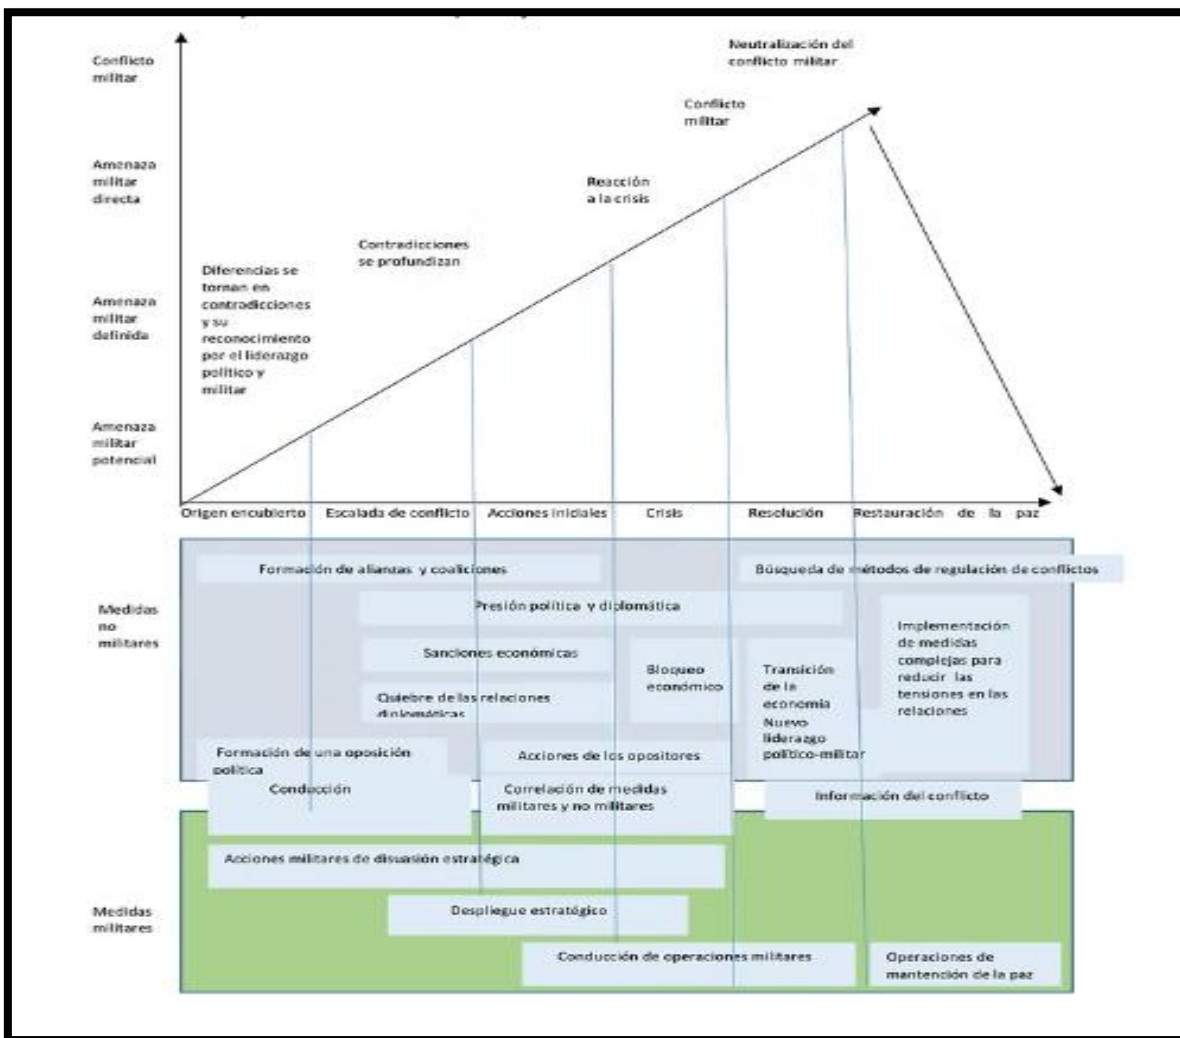 Conflicto
militar
Amenaza
militar
directa
Amenaza
militar
definida
Amenaza
militar
potencial
Diferencias se
tornan en
contradicciones
y su
reconocimiento
por el liderazgo
político y
militar
Contradicciones
se profundizan
Reacción
a la crisis
Conflicto
militar
Neutralización del
conflicto militar
Origen encubierto
Escalada de conflicto
Acciones iniciales
Crisis
Resolución
Restauración de la paz
Medidas
no
militares
Formación de alianzas y coaliciones
Búsqueda de métodos de regulación de conflictos
Presión política y diplomática
Sanciones económicas
Quiebre de las relaciones
diplomáticas
Bloqueo
económico
Transición
de la
economía
Nuevo
liderazgo
político-militar
Implementación
de medidas
complejas para
reducir las
tensiones en las
relaciones
Formación de una oposición
política
Acciones de los opositores
Conducción
Correlación de medidas
militares y no militares
Información del conflicto
Medidas
militares
Acciones militares de disuasión estratégica
Despliegue estratégico
Conducción de operaciones militares
Operaciones de
mantención de la paz